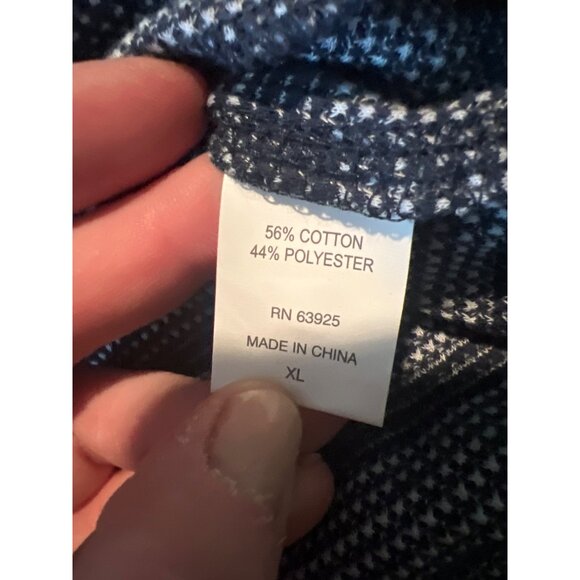 56% COTTON
44% POLYESTER
RN 63925
MADE IN CHINA
XL